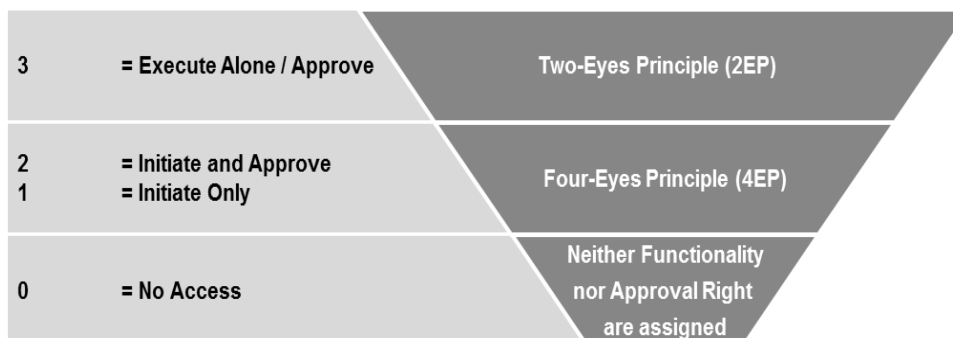 3 = Execute Alone / Approve
Two-Eyes Principle (2EP)
2 = Initiate and Approve
1 = Initiate Only
Four-Eyes Principle (4EP)
0 = No Access
Neither Functionality
nor Approval Right
are assigned